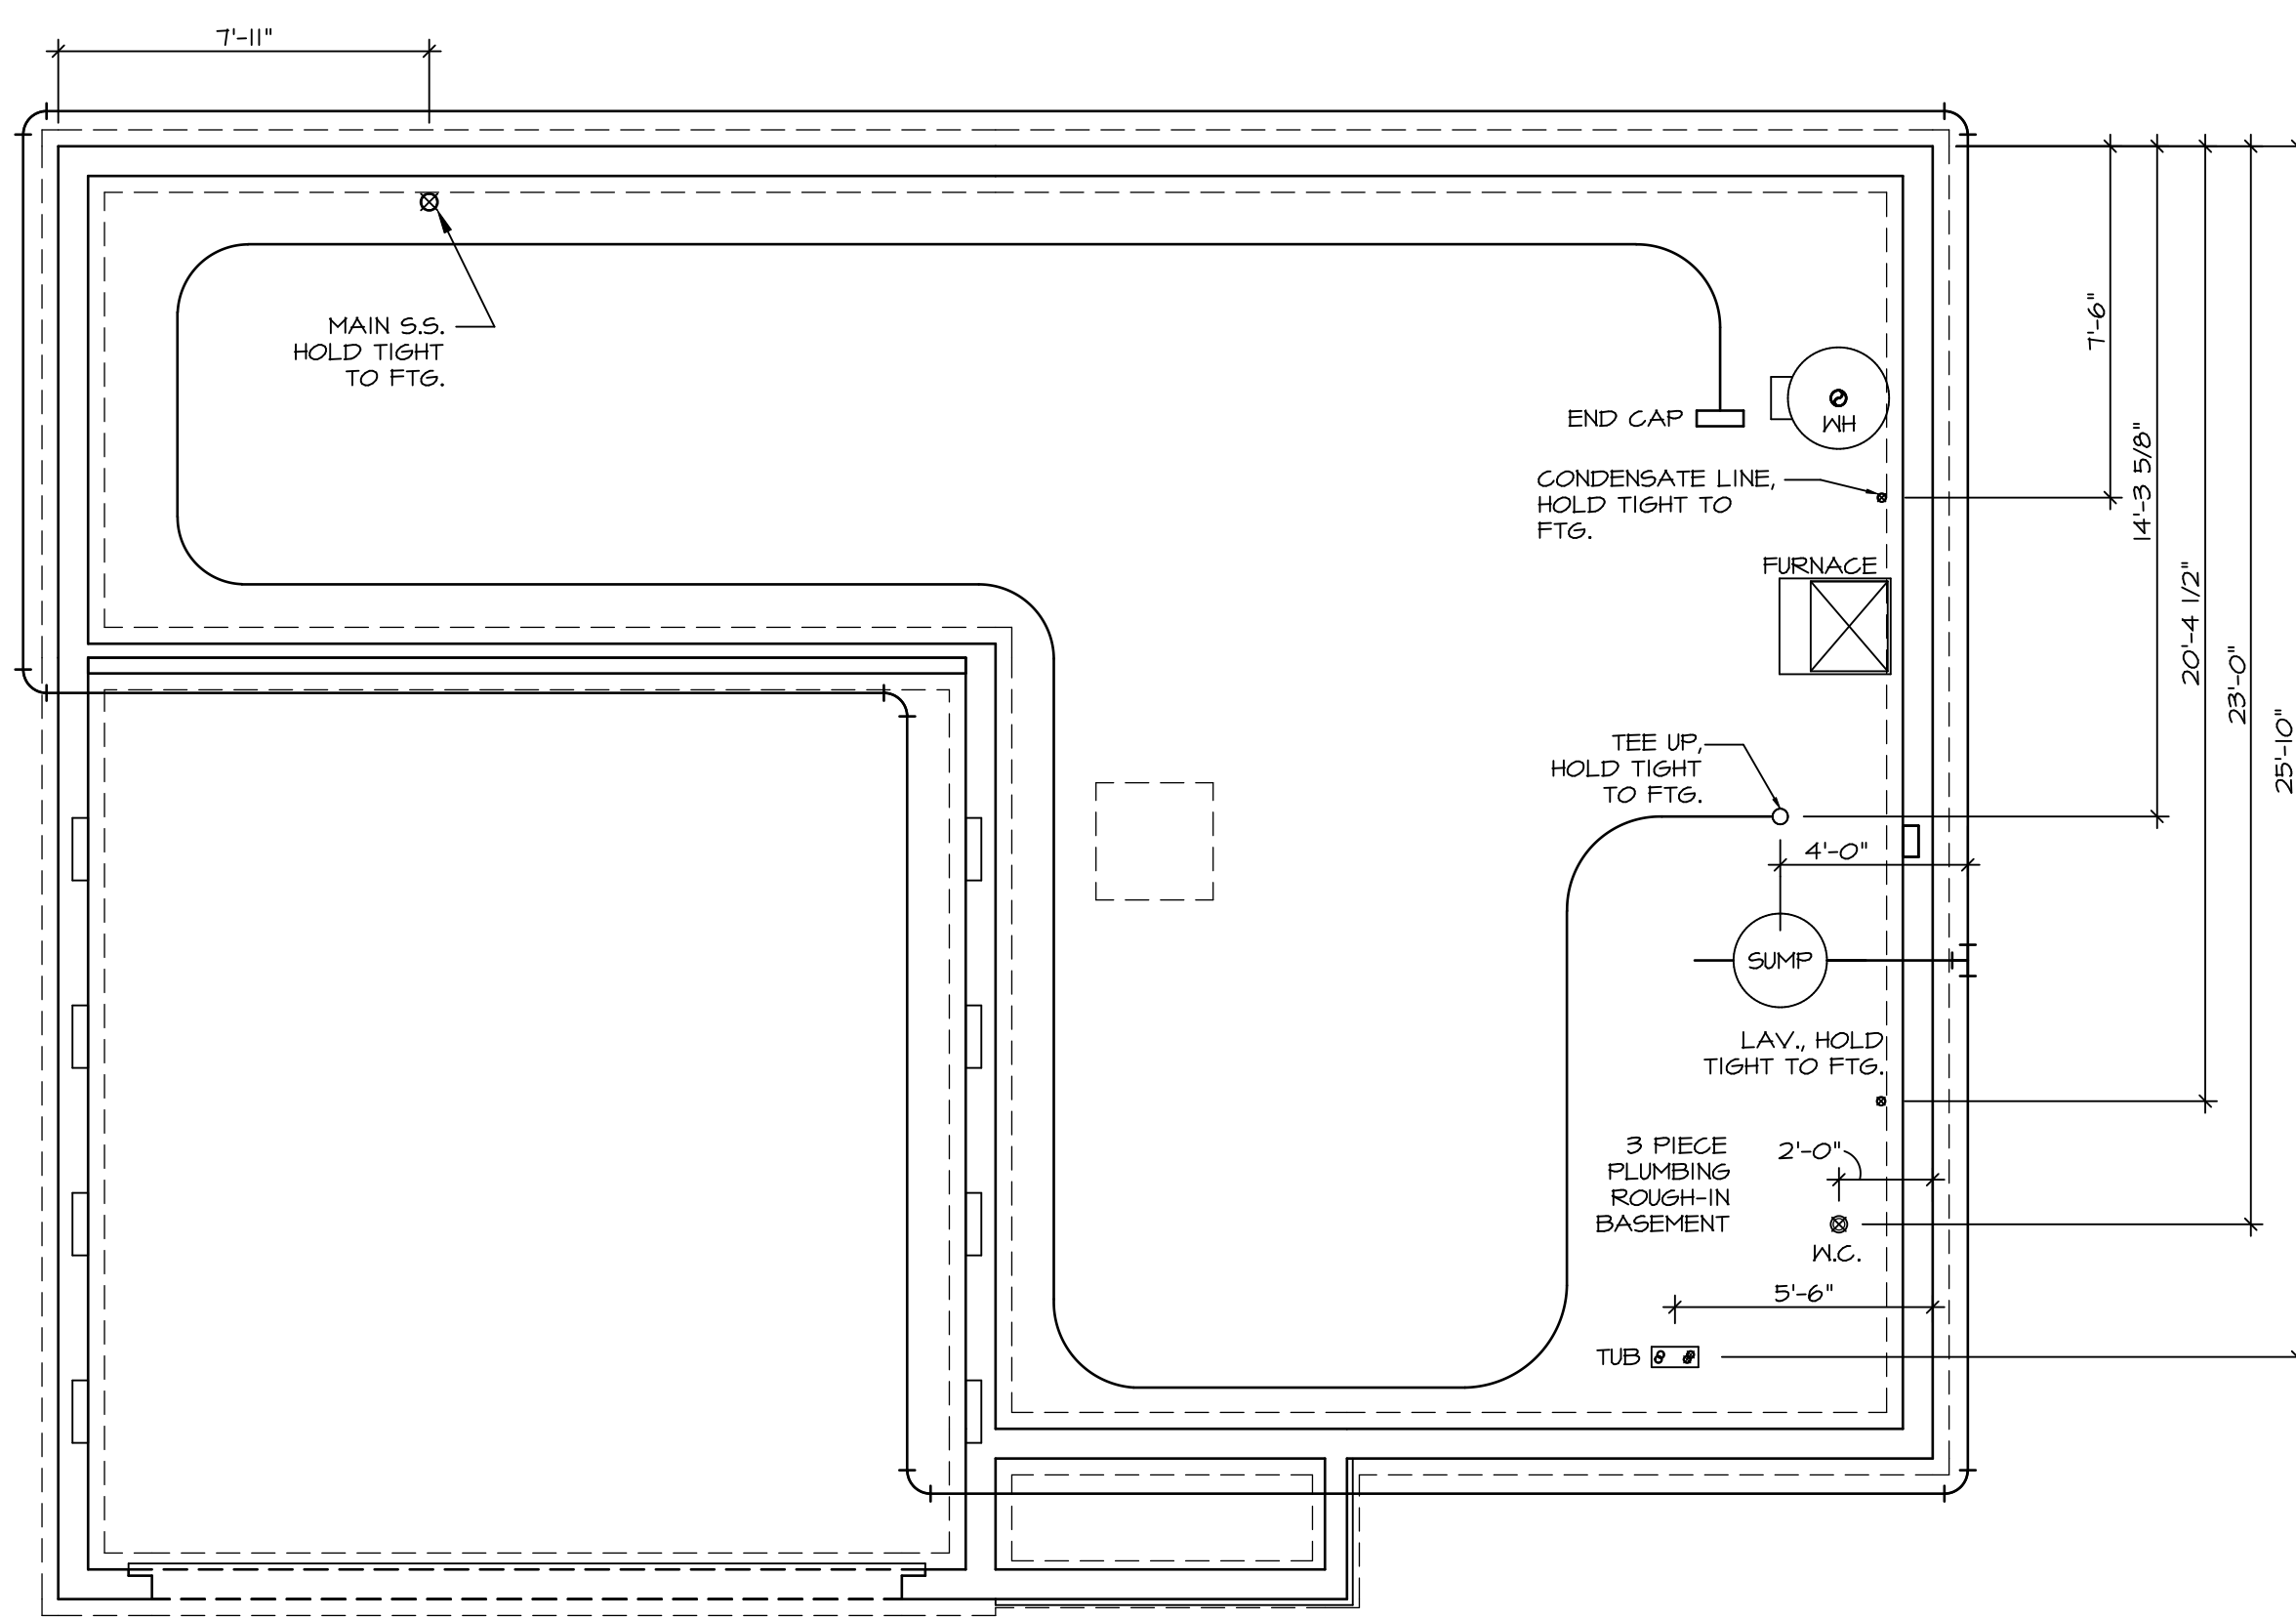 7'-11"
MAIN S.S.
HOLD TIGHT
TO FTG.
END CAP
WH
CONDENSATE LINE,
HOLD TIGHT TO
FTG.
FURNACE
TEE UP,
HOLD TIGHT
TO FTG.
4'-0"
SUMP
LAV., HOLD
TIGHT TO FTG.
3 PIECE
PLUMBING
ROUGH-IN
BASEMENT
2'-0"
W.C.
5'-6"
TUB
7'-6"
14'-3 5/8"
20'-4 1/2"
23'-0"
25'-10"